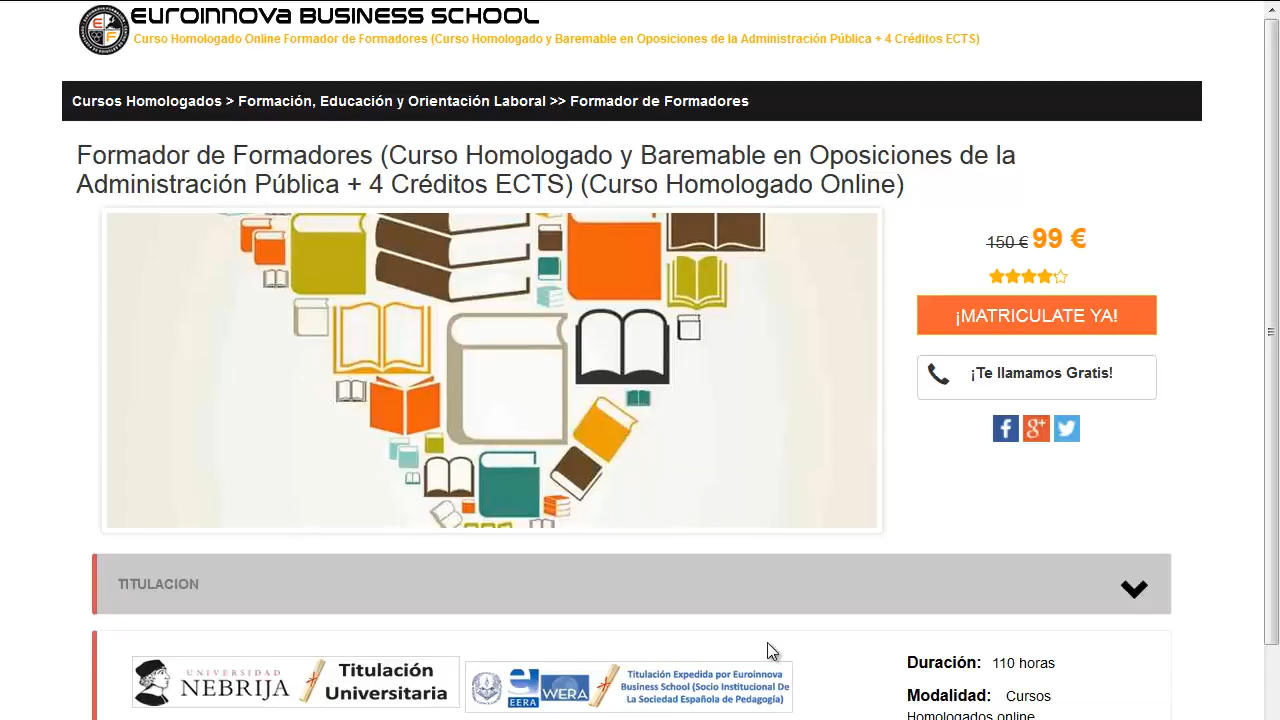 EUROINNOVA BUSINESS SCHOOL
Curso Homologado Online Formador de Formadores (Curso Homologado y Baremable en Oposiciones de la Administración Pública + 4 Créditos ECTS)
Cursos Homologados > Formación, Educación y Orientación Laboral >> Formador de Formadores
Formador de Formadores (Curso Homologado y Baremable en Oposiciones de la
Administración Pública + 4 Créditos ECTS) (Curso Homologado Online)
150 € 99 €
¡MATRICULATE YA!
¡Te llamamos Gratis!
TITULACION
UNIVERSIDAD
NEBRIJA
Titulación
Universitaria
EERA
WERA
Titulación Expedida por Euroinnova
Business School (Socio Institucional De
La Sociedad Española de Pedagogía)
Duración: 110 horas
Modalidad: Cursos
Homologados online